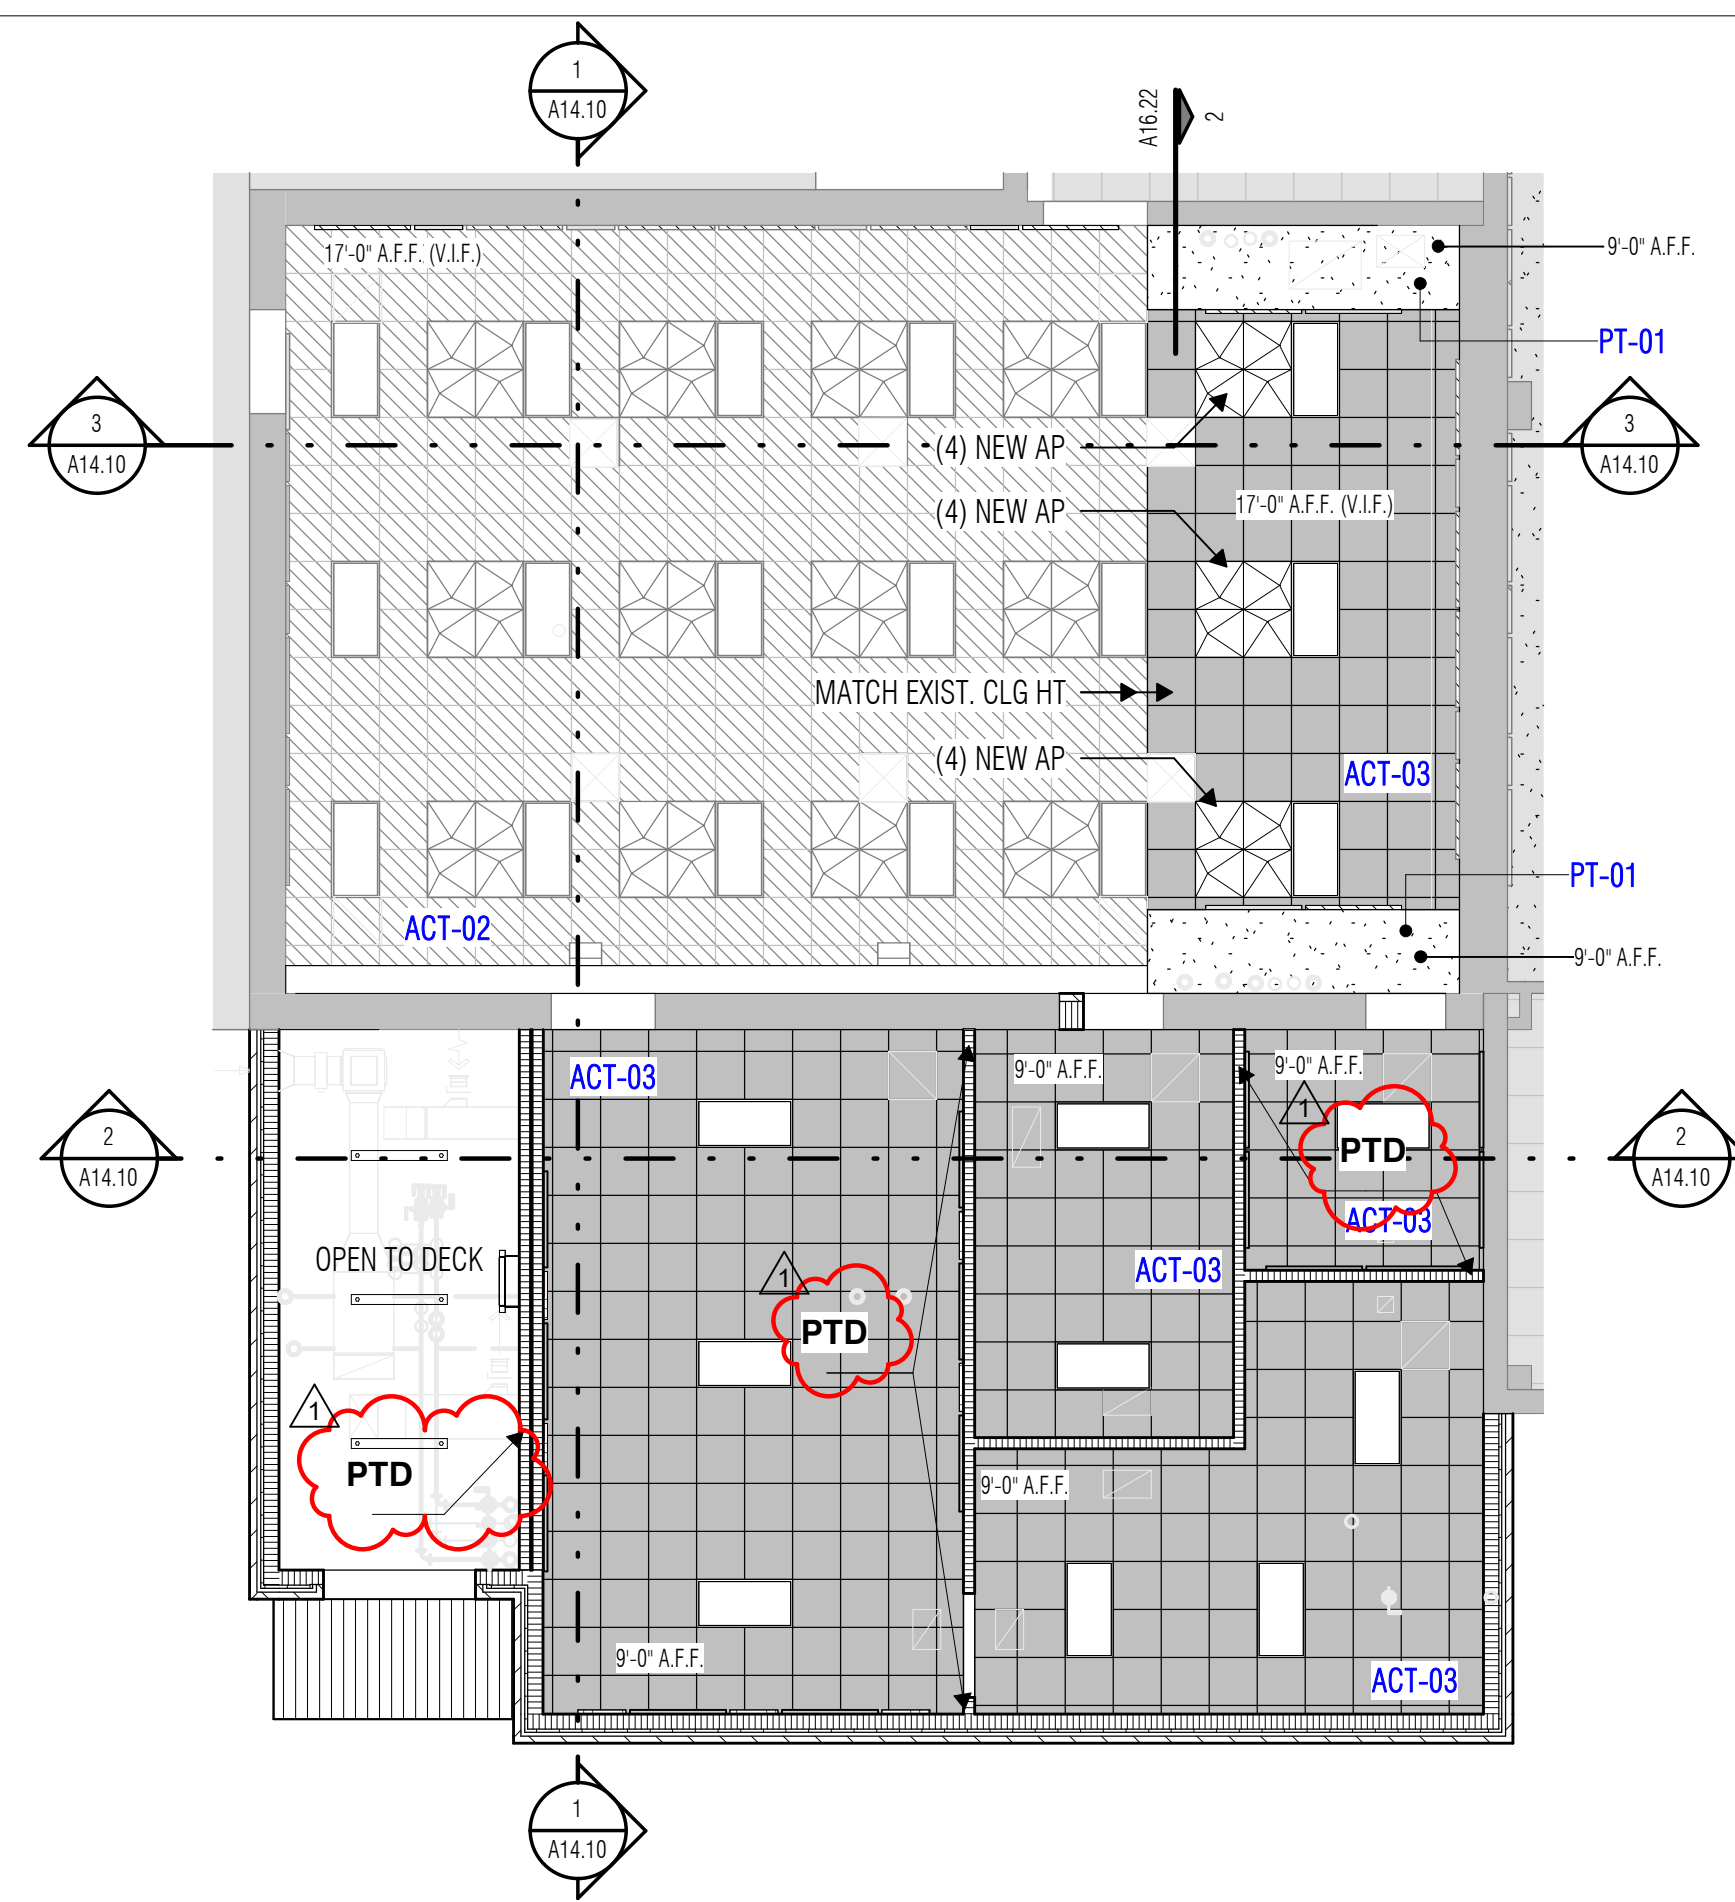 1
A14.10
A16.22
2
17'-0" A.F.F. (V.I.F.)
9'-0" A.F.F.
PT-01
3
A14.10
3
A14.10
(4) NEW AP
17'-0" A.F.F. (V.I.F.)
(4) NEW AP
MATCH EXIST. CLG HT
(4) NEW AP
ACT-03
PT-01
ACT-02
9'-0" A.F.F.
ACT-03
9'-0" A.F.F.
9'-0" A.F.F.
1
2
A14.10
PTD
2
A14.10
ACT-03
OPEN TO DECK
ACT-03
1
PTD
1
PTD
9'-0" A.F.F.
9'-0" A.F.F.
ACT-03
1
A14.10